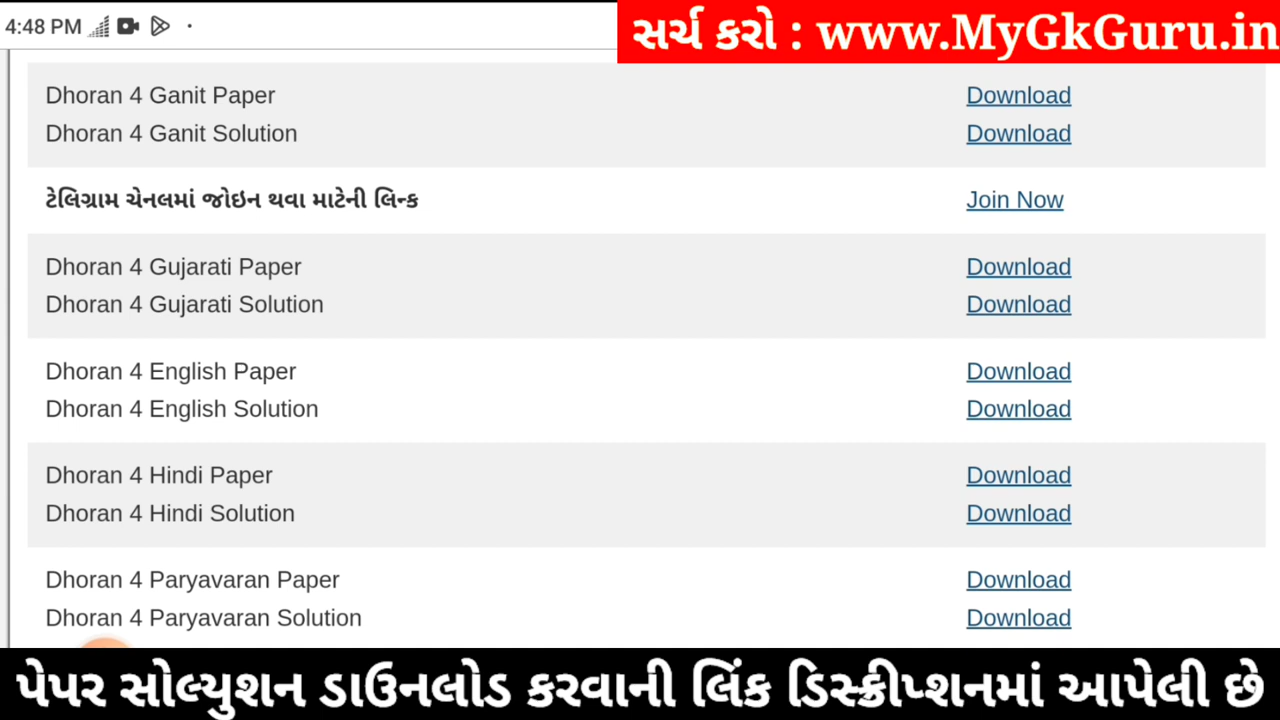 4:48 PM
સર્ચ કરો : www.MyGkGuru.in
Dhoran 4 Ganit Paper Download
Dhoran 4 Ganit Solution Download
ટેલિગ્રામ ચેનલમાં જોઇન થવા માટેની લિન્ક Join Now
Dhoran 4 Gujarati Paper Download
Dhoran 4 Gujarati Solution Download
Dhoran 4 English Paper Download
Dhoran 4 English Solution Download
Dhoran 4 Hindi Paper Download
Dhoran 4 Hindi Solution Download
Dhoran 4 Paryavaran Paper Download
Dhoran 4 Paryavaran Solution Download
પેપર સોલ્યુશન ડાઉનલોડ કરવાની લિંક ડિસ્ક્રીપ્શનમાં આપેલી છે